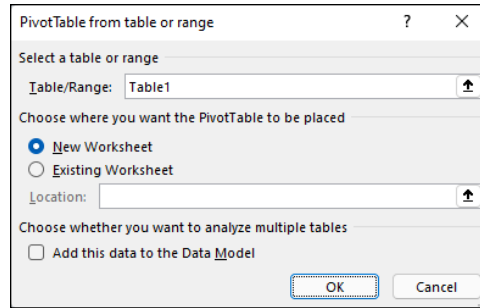 PivotTable from table or range ? ×
Select a table or range
Table/Range: Table1
Choose where you want the PivotTable to be placed
New Worksheet
Existing Worksheet
Location:
Choose whether you want to analyze multiple tables
Add this data to the Data Model
OK Cancel